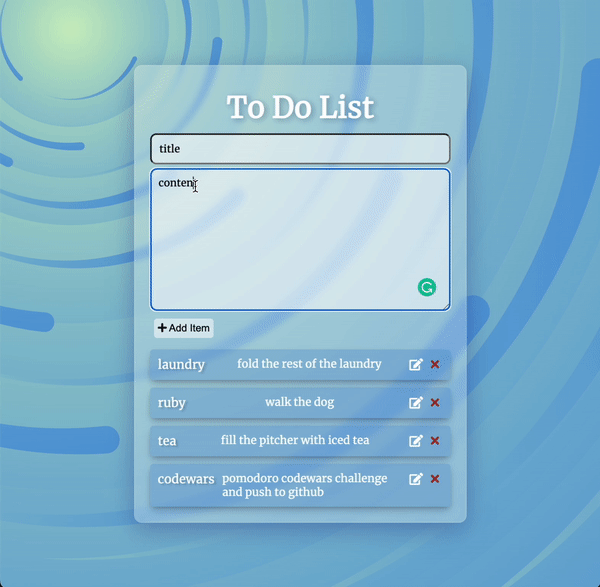 To Do List
title
content
Add Item
laundry fold the rest of the laundry
ruby walk the dog
tea fill the pitcher with iced tea
codewars pomodoro codewars challenge
and push to github